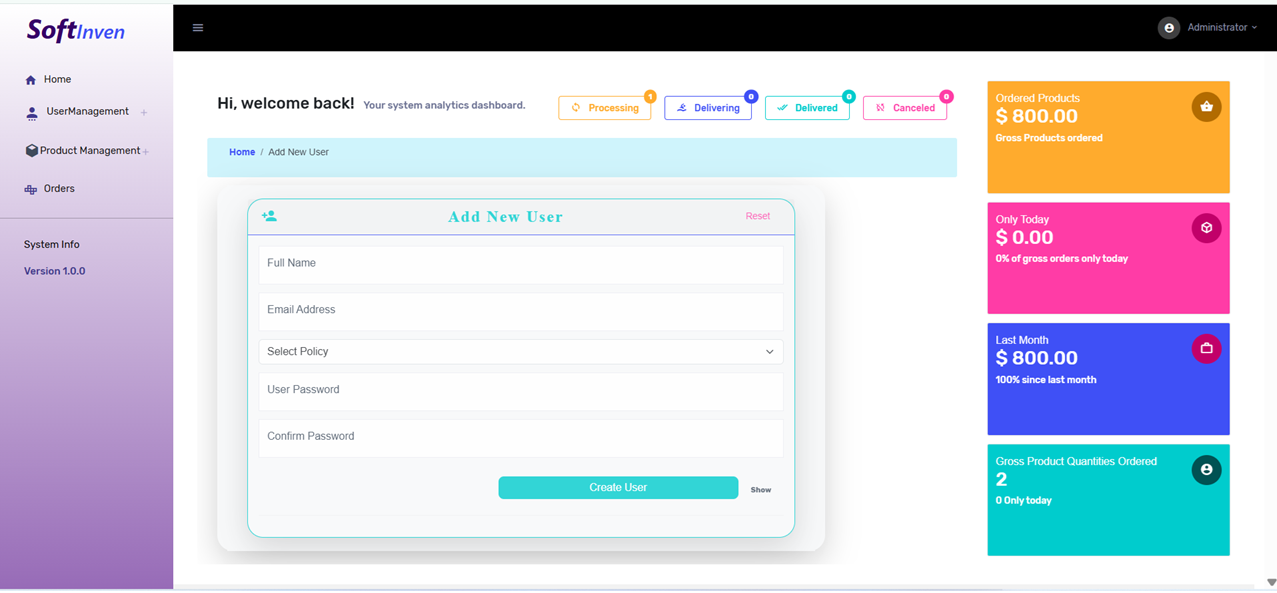 SoftInven
Administrator
Home
UserManagement +
Product Management +
Orders
System Info
Version 1.0.0
Hi, welcome back! Your system analytics dashboard.
Processing 1
Delivering 0
Delivered 0
Canceled 0
Home / Add New User
Add New User
Reset
Full Name
Email Address
Select Policy
User Password
Confirm Password
Create User
Show
Ordered Products
$ 800.00
Gross Products ordered
Only Today
$ 0.00
0% of gross orders only today
Last Month
$ 800.00
100% since last month
Gross Product Quantities Ordered
2
0 Only today